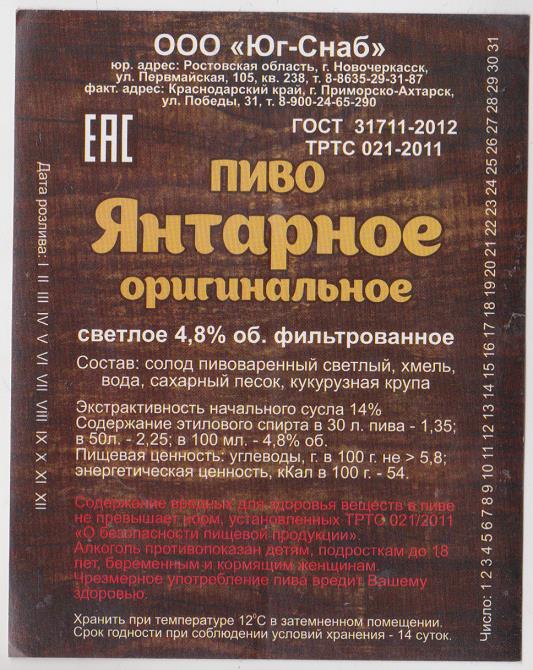 ООО «Юг-Снаб»
юр. адрес: Ростовская область, г. Новочеркасск,
ул. Первмайская, 105, кв. 238, т. 8-8635-29-31-87
факт. адрес: Краснодарский край, г. Приморско-Ахтарск,
ул. Победы, 31, т. 8-900-24-65-290
ЕАС
ГОСТ 31711-2012
ТРТС 021-2011
ПИВО
Янтарное
оригинальное
светлое 4,8% об. фильтрованное
Состав: солод пивоваренный светлый, хмель,
вода, сахарный песок, кукурузная крупа
Экстрактивность начального сусла 14%
Содержание этилового спирта в 30 л. пива - 1,35;
в 50л. - 2,25; в 100 мл. - 4,8% об.
Пищевая ценность: углеводы, г. в 100 г. не > 5,8;
энергетическая ценность, кКал в 100 г. - 54.
Содержание вредных для здоровья веществ в пиве
не превышает норм, установленных ТРТС 021/2011
«О безопасности пищевой продукции».
Алкоголь противопоказан детям, подросткам до 18
лет, беременным и кормящим женщинам.
Чрезмерное употребление пива вредит Вашему
здоровью.
Хранить при температуре 12°С в затемненном помещении.
Срок годности при соблюдении условий хранения - 14 суток.
Дата розлива: I II III IV V VI VII VIII IX X XI XII
Число: 1 2 3 4 5 6 7 8 9 10 11 12 13 14 15 16 17 18 19 20 21 22 23 24 25 26 27 28 29 30 31